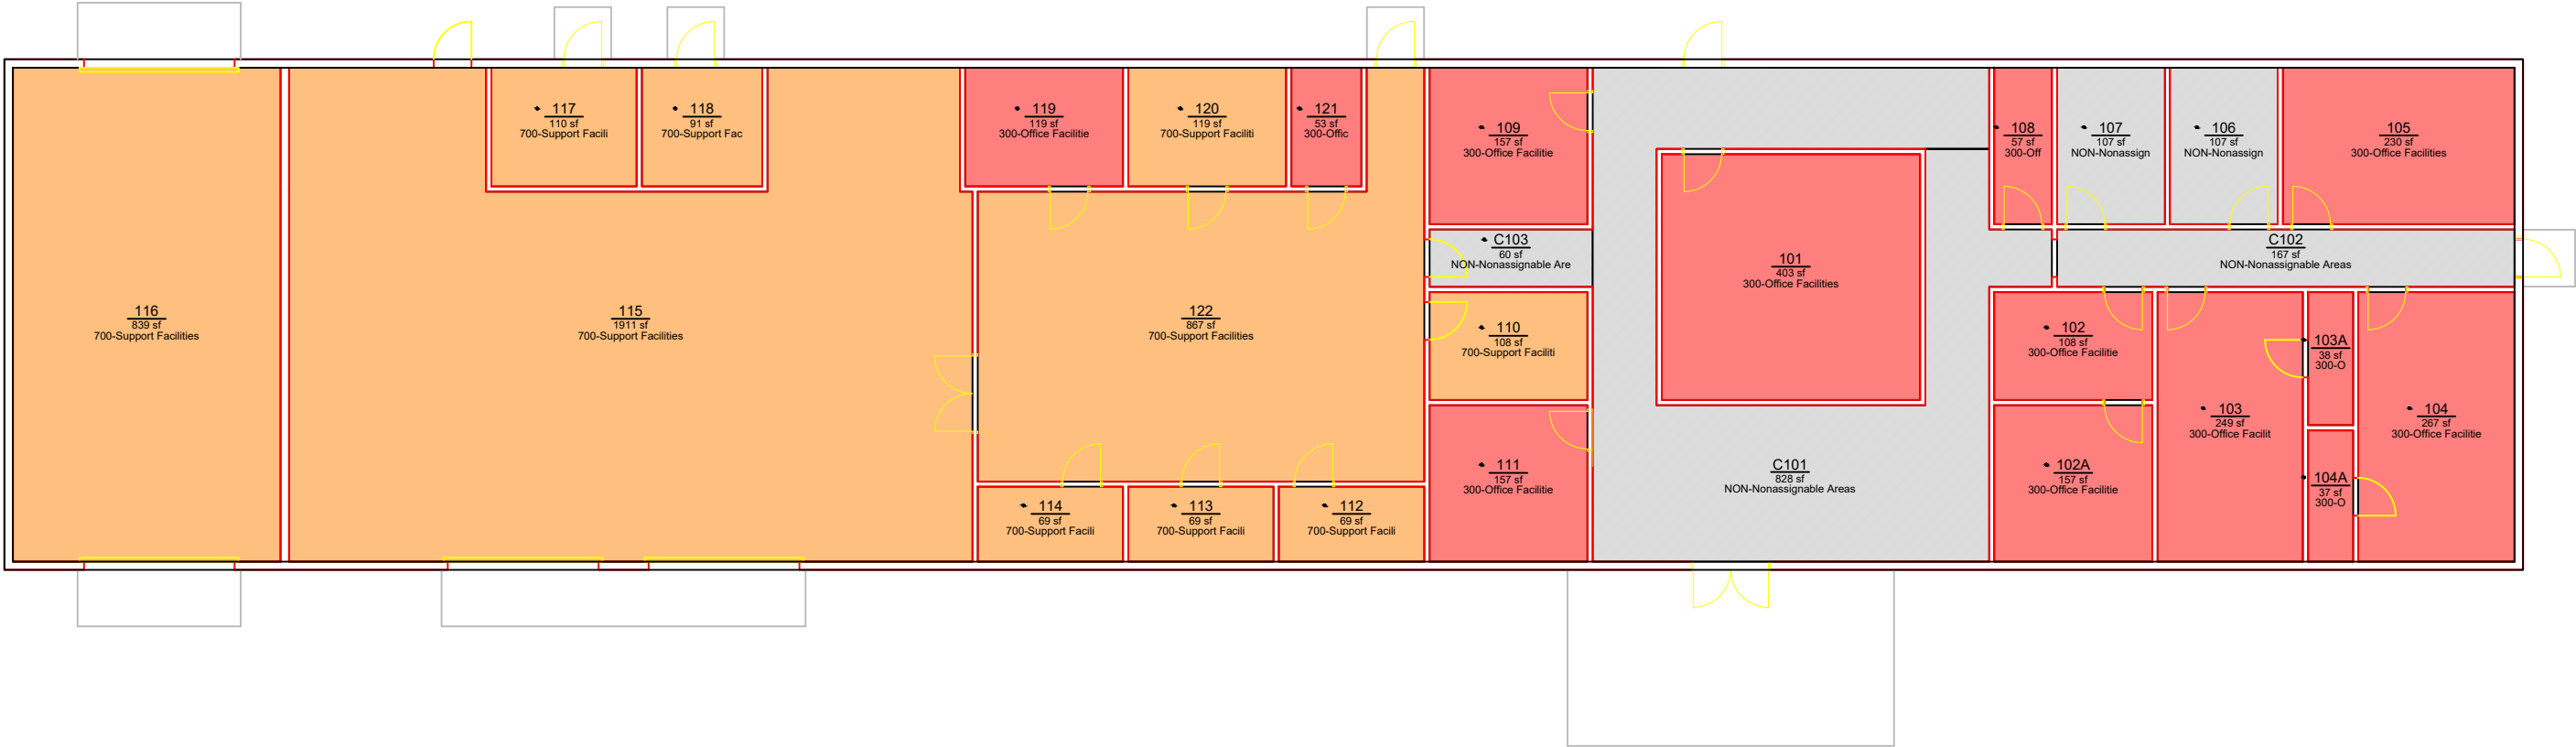 117
110 sf
700-Support Facili
118
91 sf
700-Support Fac
119
119 sf
300-Office Facilitie
120
119 sf
700-Support Faciliti
121
53 sf
300-Offic
109
157 sf
300-Office Facilitie
108
57 sf
300-Off
107
107 sf
NON-Nonassign
106
107 sf
NON-Nonassign
105
230 sf
300-Office Facilities
C103
60 sf
NON-Nonassignable Are
C102
167 sf
NON-Nonassignable Areas
101
403 sf
300-Office Facilities
116
839 sf
700-Support Facilities
115
1911 sf
700-Support Facilities
122
867 sf
700-Support Facilities
110
108 sf
700-Support Faciliti
102
108 sf
300-Office Facilitie
103A
38 sf
300-O
103
249 sf
300-Office Facilit
104
267 sf
300-Office Facilitie
111
157 sf
300-Office Facilitie
C101
828 sf
NON-Nonassignable Areas
102A
157 sf
300-Office Facilitie
104A
37 sf
300-O
114
69 sf
700-Support Facili
113
69 sf
700-Support Facili
112
69 sf
700-Support Facili